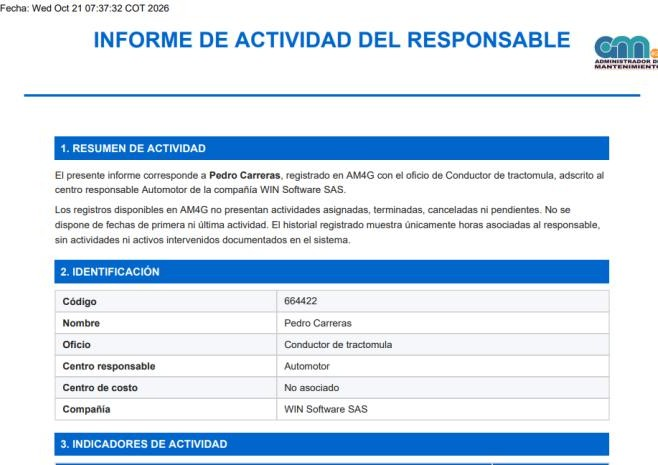 Fecha: Wed Oct 21 07:37:32 COT 2026
INFORME DE ACTIVIDAD DEL RESPONSABLE
ADMINISTRADOR DE
MANTENIMIENTO
1. RESUMEN DE ACTIVIDAD
El presente informe corresponde a Pedro Carreras, registrado en AM4G con el oficio de Conductor de tractomula, adscrito al
centro responsable Automotor de la compañía WIN Software SAS.
Los registros disponibles en AM4G no presentan actividades asignadas, terminadas, canceladas ni pendientes. No se
dispone de fechas de primera ni última actividad. El historial registrado muestra únicamente horas asociadas al responsable,
sin actividades ni activos intervenidos documentados en el sistema.
2. IDENTIFICACIÓN
Código 664422
Nombre Pedro Carreras
Oficio Conductor de tractomula
Centro responsable Automotor
Centro de costo No asociado
Compañía WIN Software SAS
3. INDICADORES DE ACTIVIDAD